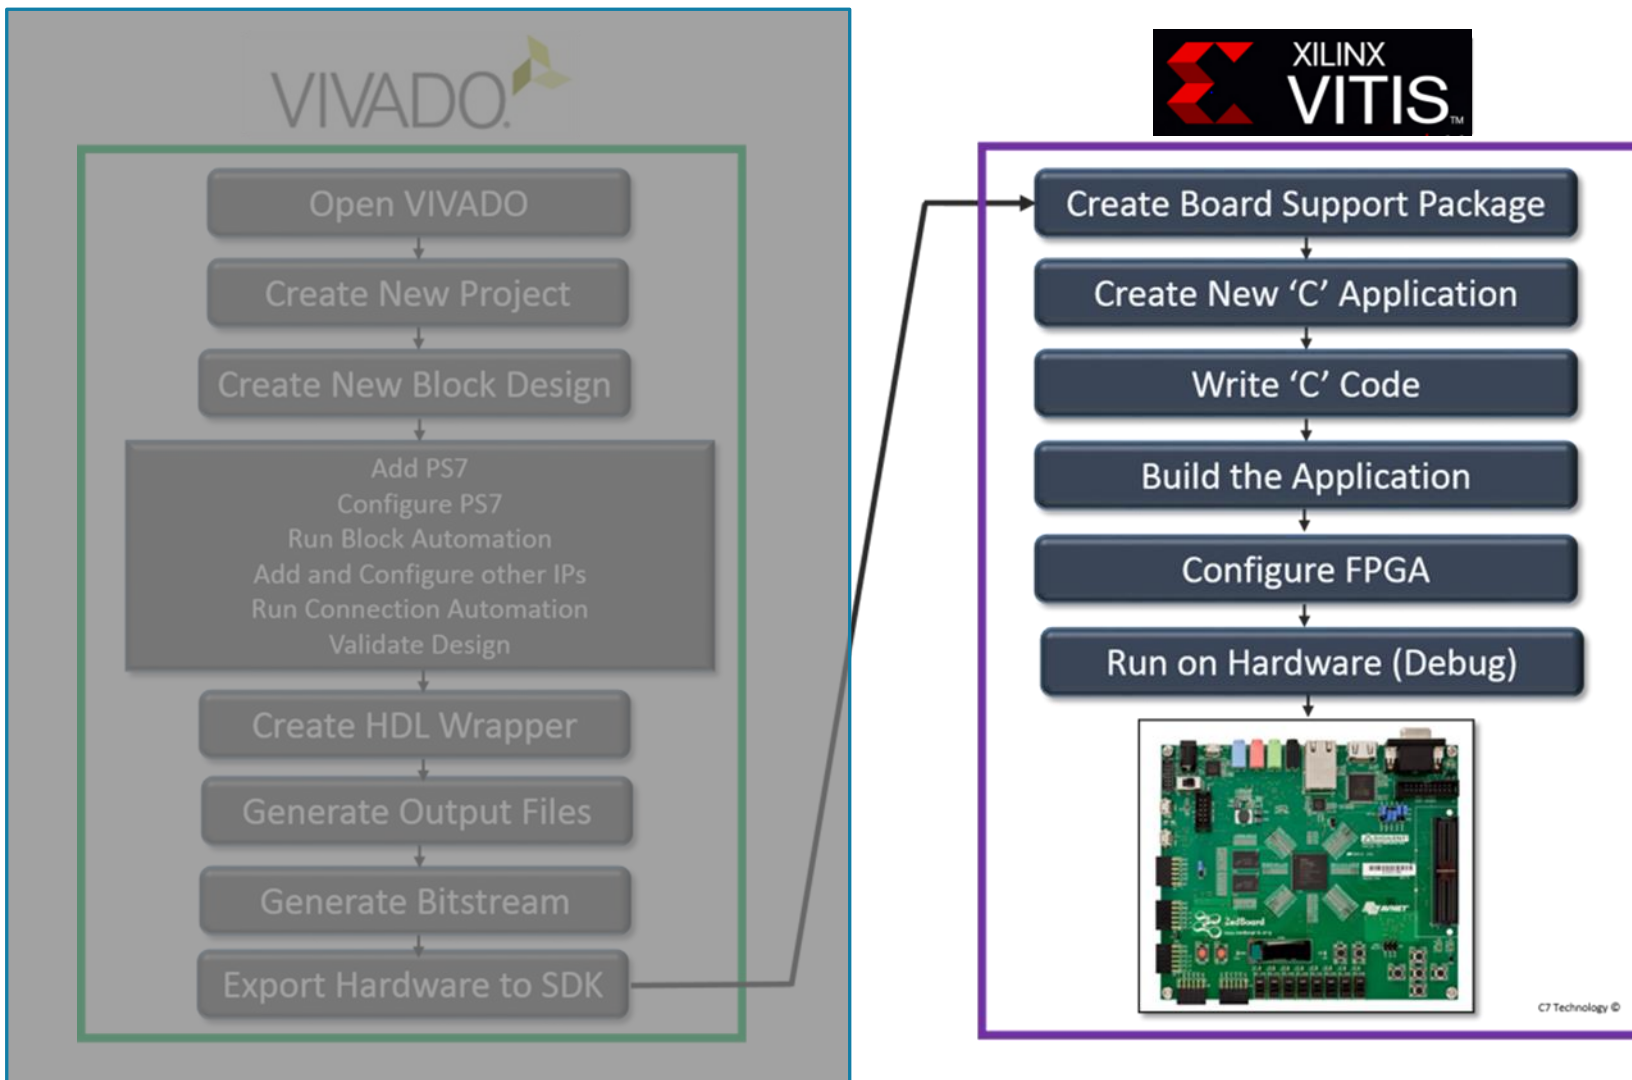 VIVADO.
Open VIVADO
Create New Project
Create New Block Design
Add PS7
Configure PS7
Run Block Automation
Add and Configure other IPs
Run Connection Automation
Validate Design
Create HDL Wrapper
Generate Output Files
Generate Bitstream
Export Hardware to SDK
XILINX
VITIS™
Create Board Support Package
Create New ‘C’ Application
Write ‘C’ Code
Build the Application
Configure FPGA
Run on Hardware (Debug)
ZedBoard
AVNET
C7 Technology ©